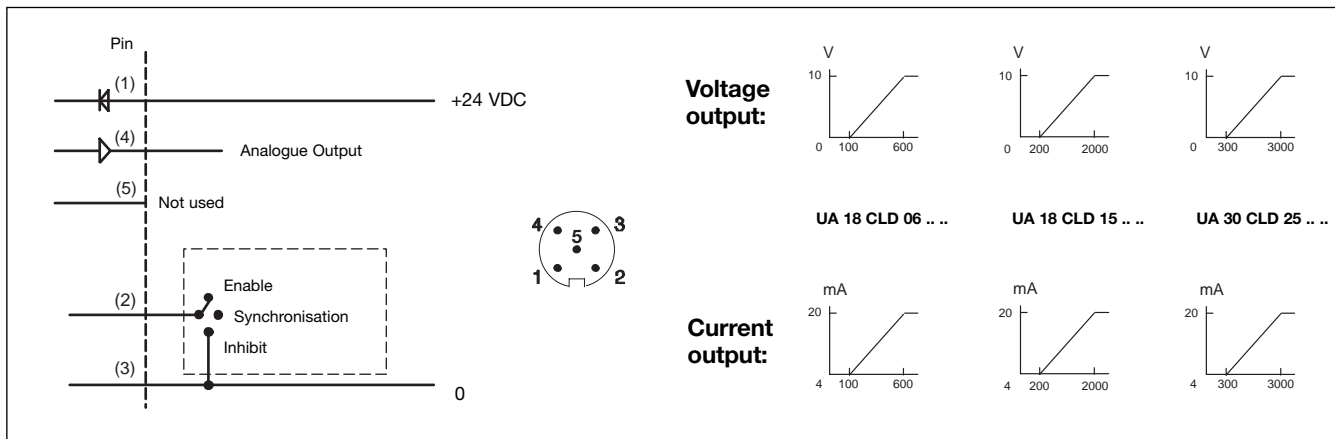 Pin
(1)
+24 VDC
(4)
Analogue Output
(5)
Not used
(2)
Enable
Synchronisation
Inhibit
(3)
0
4 3
5
1 2
Voltage
output:
V
10
0 100 600
V
10
0 200 2000
V
10
0 300 3000
UA 18 CLD 06 .. ..
UA 18 CLD 15 .. ..
UA 30 CLD 25 .. ..
Current
output:
mA
20
4 100 600
mA
20
4 200 2000
mA
20
4 300 3000